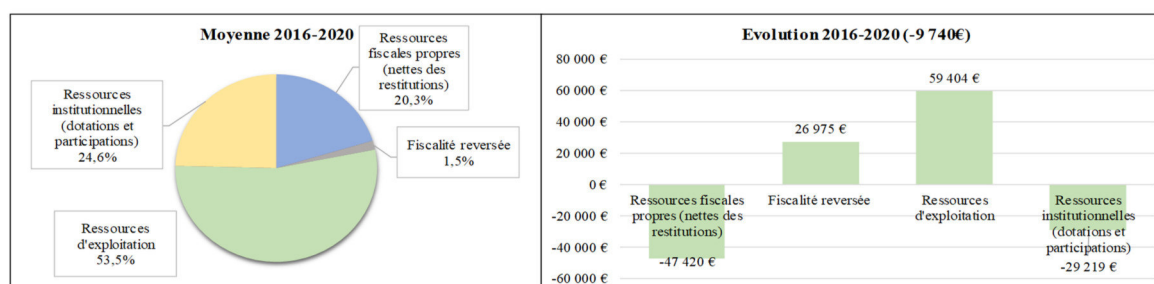 Moyenne 2016-2020
Ressources
fiscales propres
(nettes des
restitutions)
20,3%
Ressources
institutionnelles
(dotations et
participations)
24,6%
Fiscalité reversée
1,5%
Ressources
d'exploitation
53,5%
Evolution 2016-2020 (-9 740€)
80 000 €
60 000 €
40 000 €
20 000 €
0 €
-20 000 €
-40 000 €
-60 000 €
59 404 €
26 975 €
Ressources fiscales
propres (nettes des
restitutions)
-47 420 €
Fiscalité reversée
Ressources
d'exploitation
Ressources
institutionnelles
(dotations et
participations)
-29 219 €